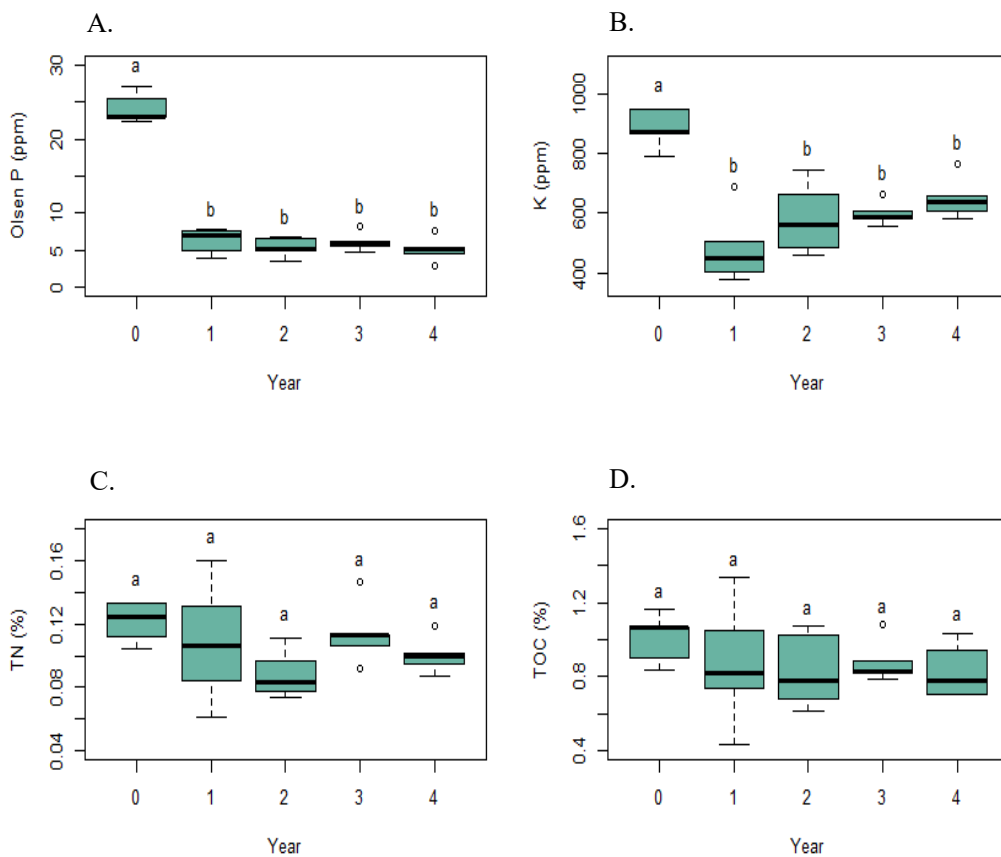 A.
Olsen P (ppm)
30
20
10
5
0
a
b
b
b
b
0 1 2 3 4
Year
B.
K (ppm)
1000
800
600
400
a
b
b
b
b
0 1 2 3 4
Year
C.
TN (%)
0.16
0.12
0.08
0.04
a
a
a
a
a
0 1 2 3 4
Year
D.
TOC (%)
1.6
1.2
0.8
0.4
a
a
a
a
a
0 1 2 3 4
Year